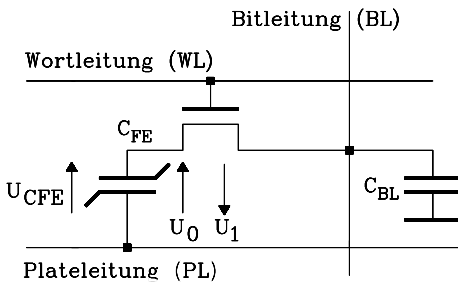 Bitleitung (BL)
Wortleitung (WL)
C_FE
U_CFE
C_BL
U_0
U_1
Plateleitung (PL)